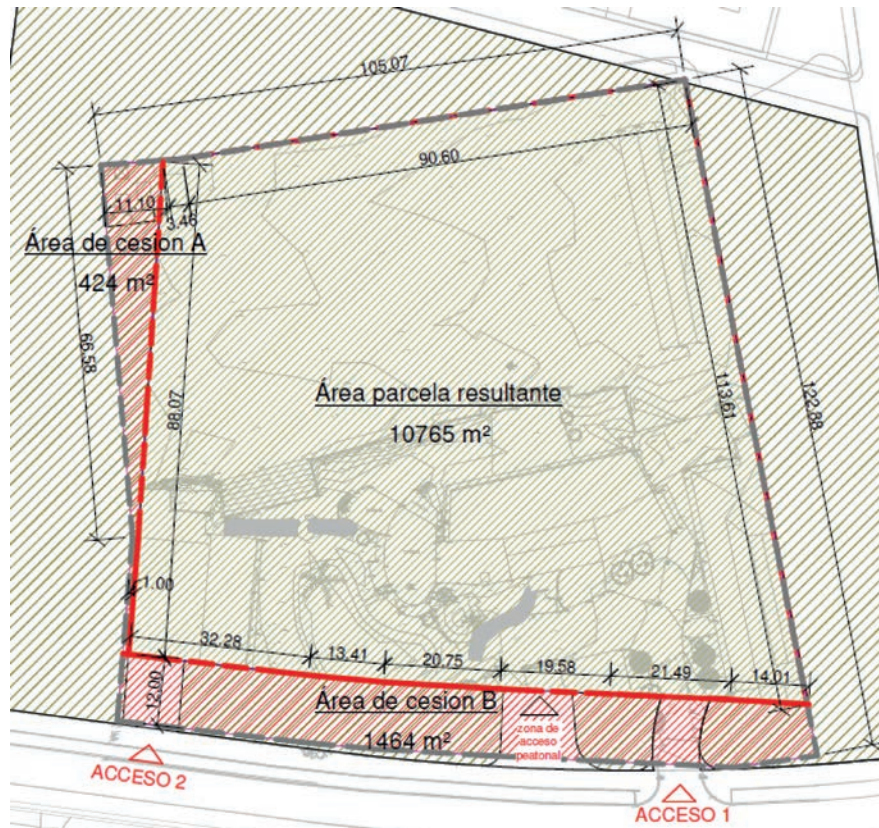 105.07
90.60
11.10
3.46
Área de cesion A
424 m²
66.58
88.07
Área parcela resultante
10765 m²
113.61
122.88
1.00
32.28
13.41
20.75
19.58
21.49
14.01
12.00
Área de cesion B
1464 m²
zona de
acceso
peatonal
ACCESO 2
ACCESO 1